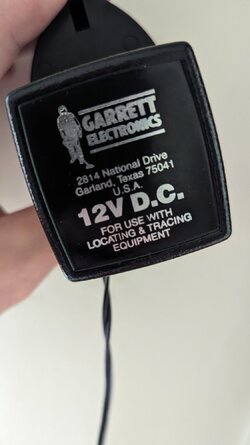 GARRETT
ELECTRONICS
2814 National Drive
Garland, Texas 75041
U.S.A.
12V D.C.
FOR USE WITH
LOCATING & TRACING
EQUIPMENT